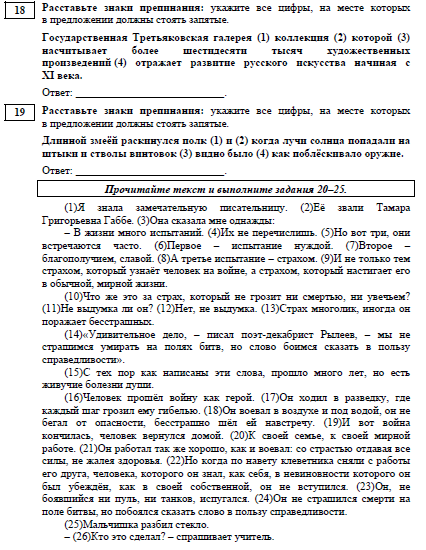 18
Расставьте знаки препинания: укажите все цифры, на месте которых
в предложении должны стоять запятые.
Государственная Третьяковская галерея (1) коллекция (2) которой (3)
насчитывает более шестидесяти тысяч художественных
произведений (4) отражает развитие русского искусства начиная с
XI века.
Ответ: ___________________________.
19
Расставьте знаки препинания: укажите все цифры, на месте которых
в предложении должны стоять запятые.
Длинной змеёй раскинулся полк (1) и (2) когда лучи солнца попадали на
штыки и стволы винтовок (3) видно было (4) как поблёскивало оружие.
Ответ: ___________________________.
Прочитайте текст и выполните задания 20–25.
(1)Я знала замечательную писательницу. (2)Её звали Тамара
Григорьевна Габбе. (3)Она сказала мне однажды:
– В жизни много испытаний. (4)Их не перечислишь. (5)Но вот три, они
встречаются часто. (6)Первое – испытание нуждой. (7)Второе –
благополучием, славой. (8)А третье испытание – страхом. (9)И не только тем
страхом, который узнаёт человек на войне, а страхом, который настигает его
в обычной, мирной жизни.
(10)Что же это за страх, который не грозит ни смертью, ни увечьем?
(11)Не выдумка ли он? (12)Нет, не выдумка. (13)Страх многолик, иногда он
поражает бесстрашных.
(14)«Удивительное дело, – писал поэт-декабрист Рылеев, – мы не
страшимся умирать на полях битв, но слово боимся сказать в пользу
справедливости».
(15)С тех пор как написаны эти слова, прошло много лет, но есть
живучие болезни души.
(16)Человек прошёл войну как герой. (17)Он ходил в разведку, где
каждый шаг грозил ему гибелью. (18)Он воевал в воздухе и под водой, он не
бегал от опасности, бесстрашно шёл ей навстречу. (19)И вот война
кончилась, человек вернулся домой. (20)К своей семье, к своей мирной
работе. (21)Он работал так же хорошо, как и воевал: со страстью отдавая все
силы, не жалея здоровья. (22)Но когда по навету клеветника сняли с работы
его друга, человека, которого он знал, как себя, в невиновности которого он
был убеждён, как в своей собственной, он не вступился. (23)Он, не
боявшийся ни пуль, ни танков, испугался. (24)Он не страшился смерти на
поле битвы, но побоялся сказать слово в пользу справедливости.
(25)Мальчишка разбил стекло.
– (26)Кто это сделал? – спрашивает учитель.